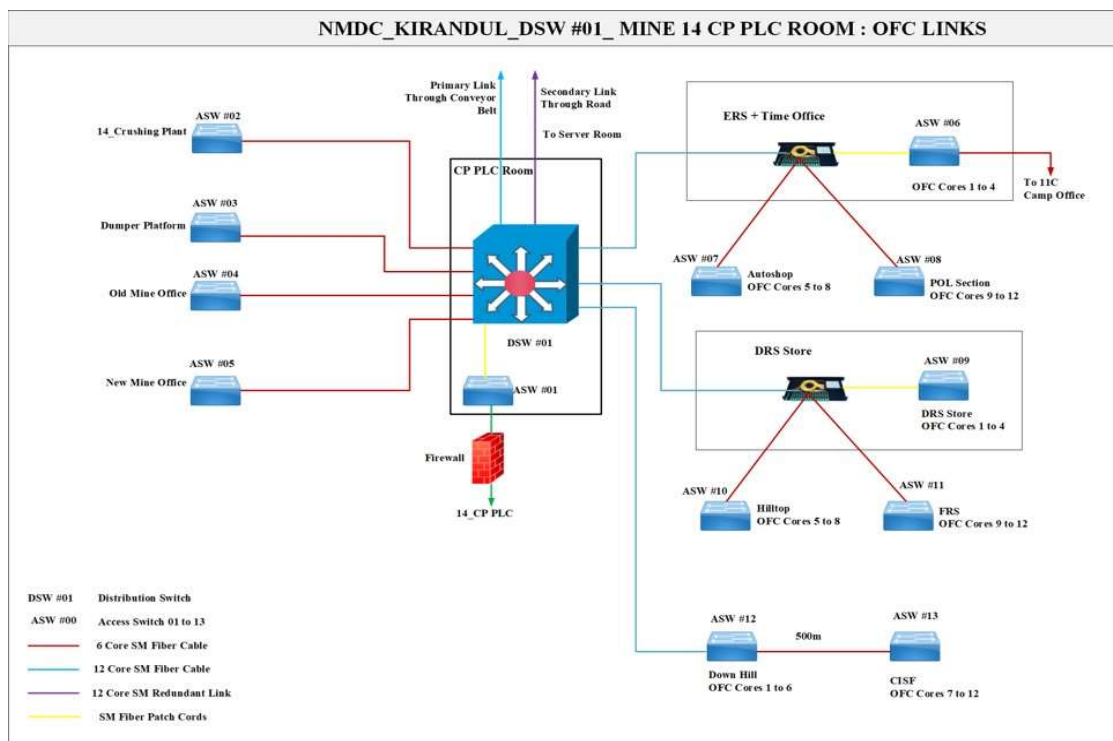 NMDC_KIRANDUL_DSW #01_ MINE 14 CP PLC ROOM : OFC LINKS
Primary Link
Through Conveyor
Belt
Secondary Link
Through Road
To Server Room
ASW #02
14_Crushing Plant
ASW #03
Dumper Platform
ASW #04
Old Mine Office
ASW #05
New Mine Office
CP PLC Room
DSW #01
ASW #01
Firewall
14_CP PLC
ERS + Time Office
ASW #06
OFC Cores 1 to 4
To 11C
Camp Office
ASW #07
Autoshop
OFC Cores 5 to 8
ASW #08
POL Section
OFC Cores 9 to 12
DRS Store
ASW #09
DRS Store
OFC Cores 1 to 4
ASW #10
Hilltop
OFC Cores 5 to 8
ASW #11
FRS
OFC Cores 9 to 12
ASW #12
Down Hill
OFC Cores 1 to 6
500m
ASW #13
CISF
OFC Cores 7 to 12
DSW #01 Distribution Switch
ASW #00 Access Switch 01 to 13
6 Core SM Fiber Cable
12 Core SM Fiber Cable
12 Core SM Redundant Link
SM Fiber Patch Cords